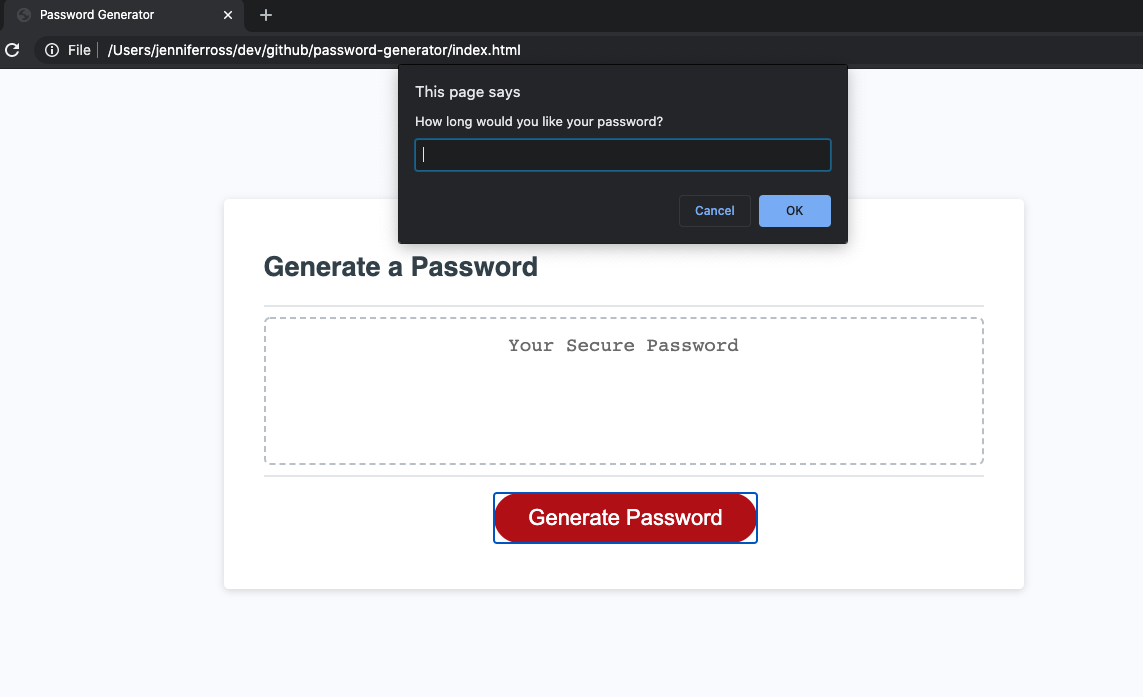 Password Generator
File
/Users/jenniferross/dev/github/password-generator/index.html
This page says
How long would you like your password?
Cancel
OK
Generate a Password
Your Secure Password
Generate Password